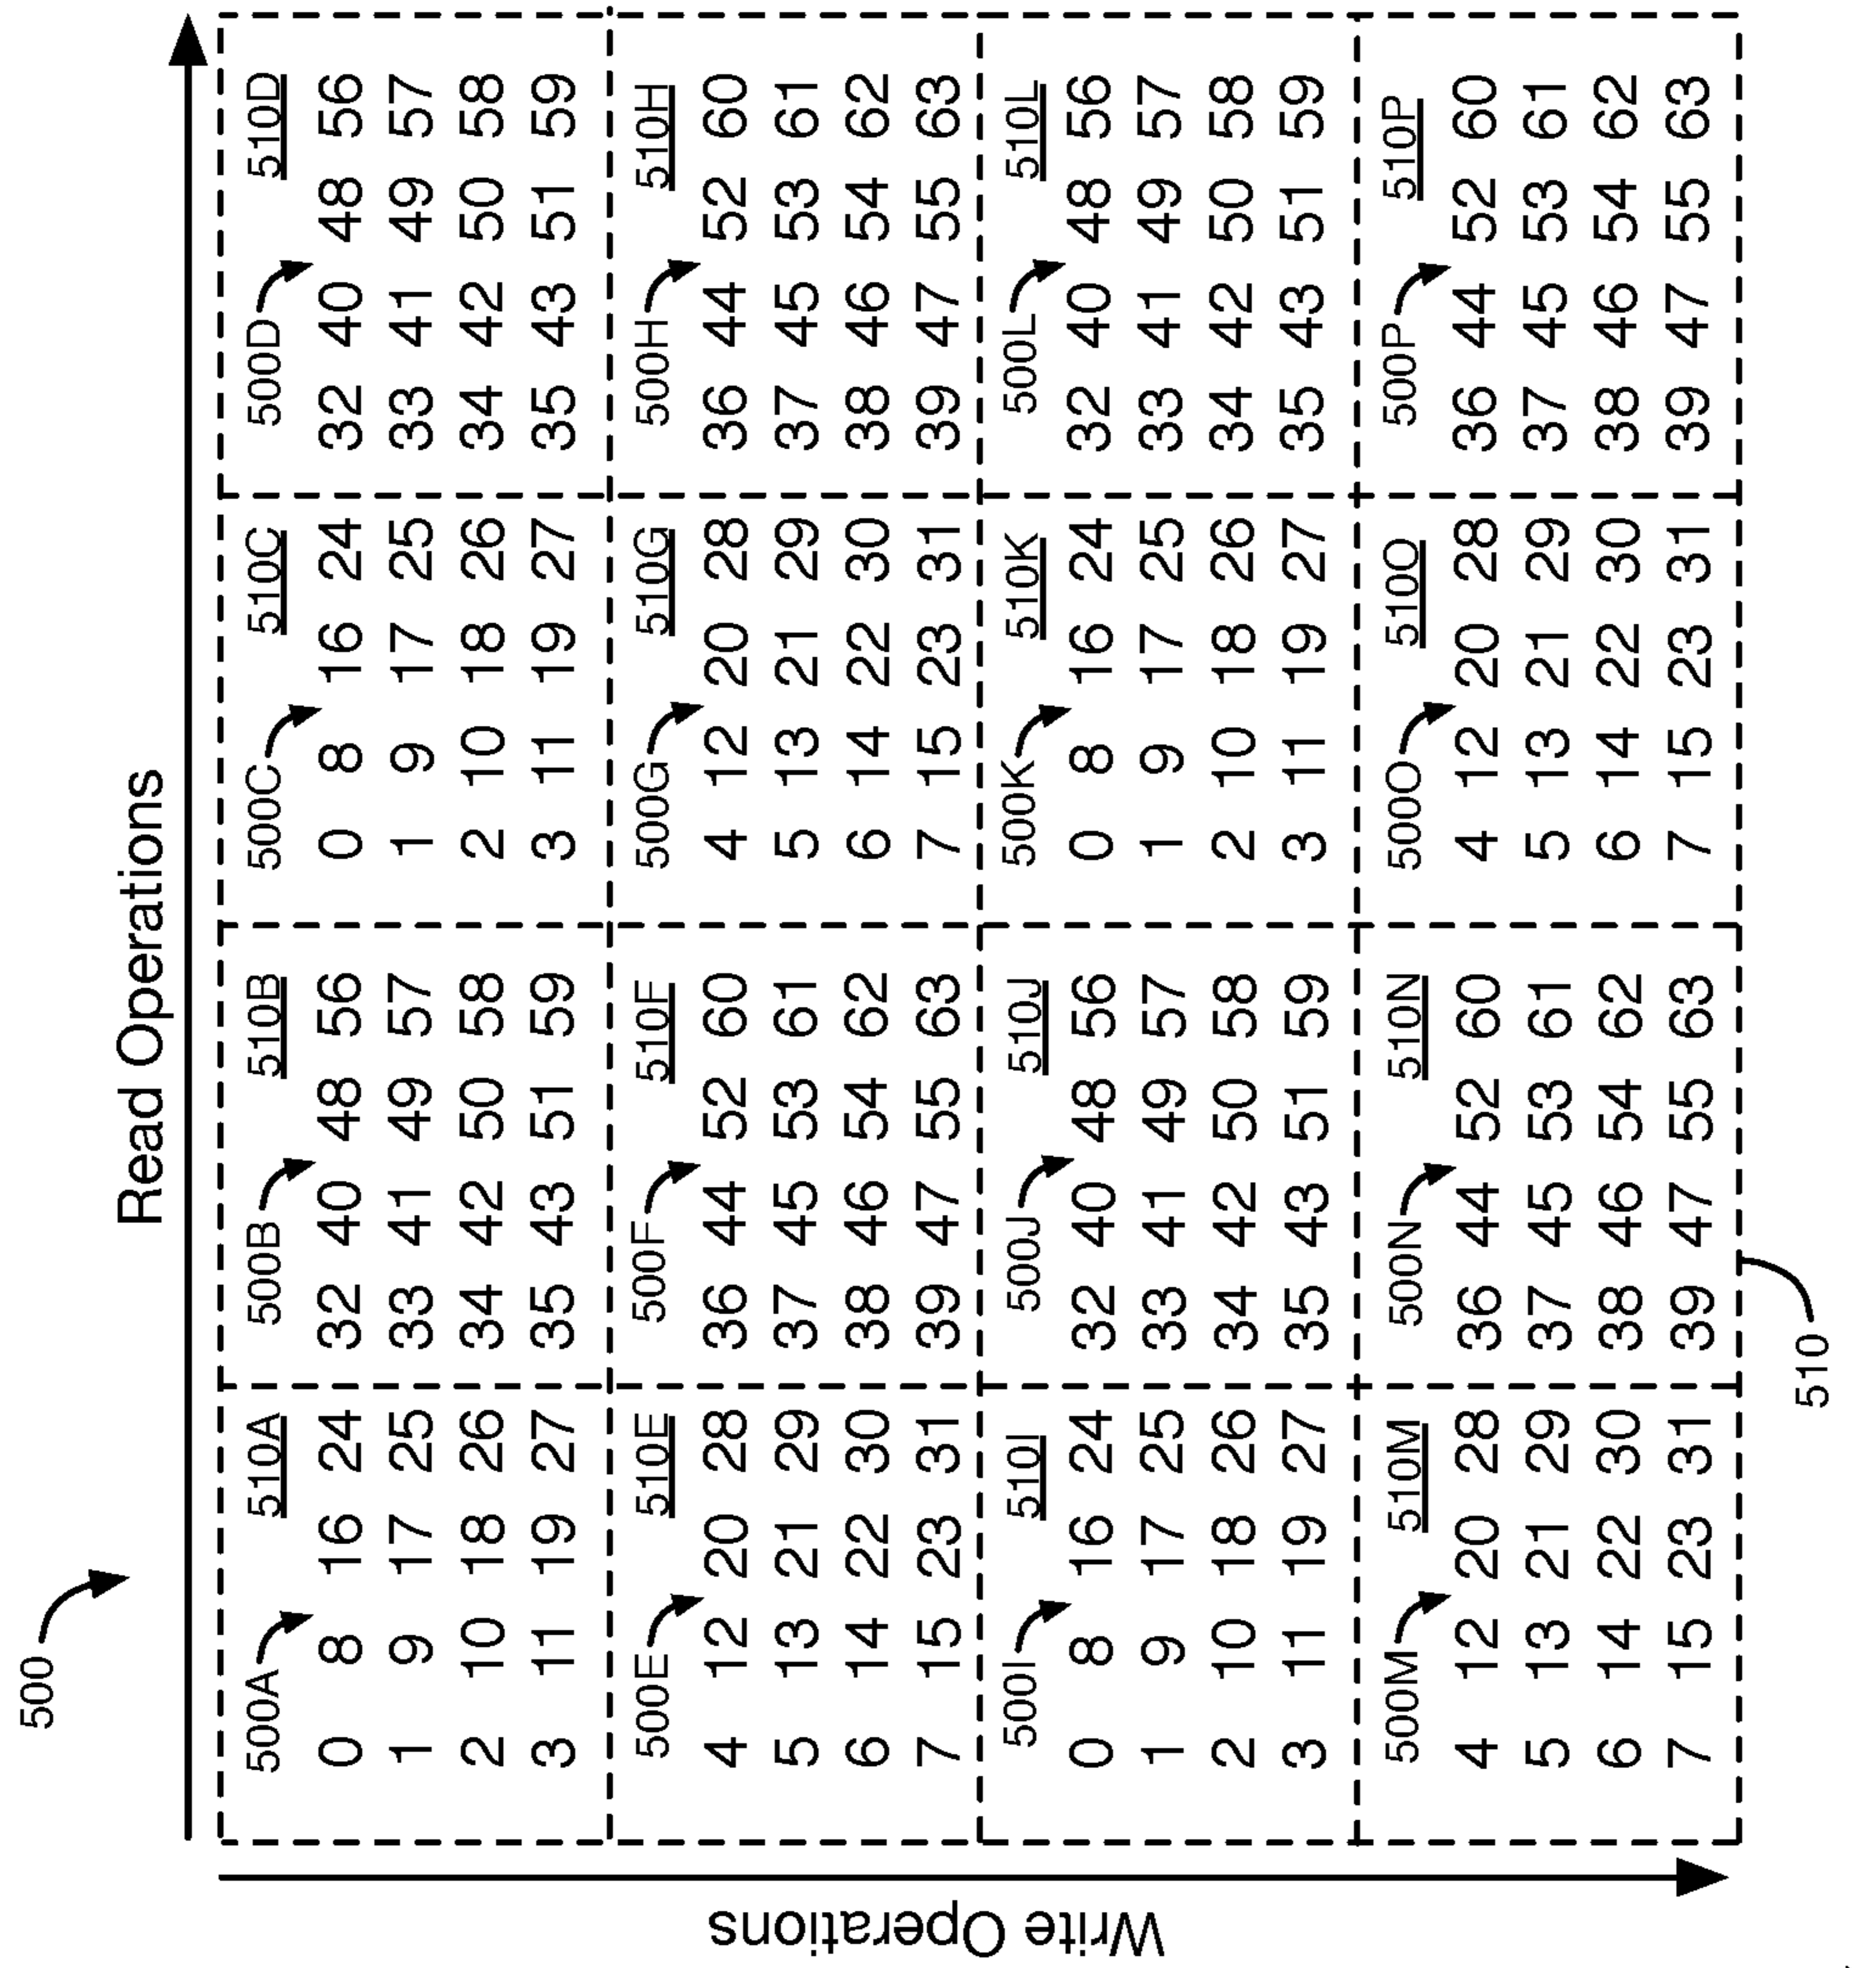 500
Read Operations
Write Operations
500A 510A 500B 510B 500C 510C 500D 510D
0 8 16 24 32 40 48 56 0 8 16 24 32 40 48 56
1 9 17 25 33 41 49 57 1 9 17 25 33 41 49 57
2 10 18 26 34 42 50 58 2 10 18 26 34 42 50 58
3 11 19 27 35 43 51 59 3 11 19 27 35 43 51 59
500E 510E 500F 510F 500G 510G 500H 510H
4 12 20 28 36 44 52 60 4 12 20 28 36 44 52 60
5 13 21 29 37 45 53 61 5 13 21 29 37 45 53 61
6 14 22 30 38 46 54 62 6 14 22 30 38 46 54 62
7 15 23 31 39 47 55 63 7 15 23 31 39 47 55 63
500I 510I 500J 510J 500K 510K 500L 510L
0 8 16 24 32 40 48 56 0 8 16 24 32 40 48 56
1 9 17 25 33 41 49 57 1 9 17 25 33 41 49 57
2 10 18 26 34 42 50 58 2 10 18 26 34 42 50 58
3 11 19 27 35 43 51 59 3 11 19 27 35 43 51 59
500M 510M 500N 510N 500O 510O 500P 510P
4 12 20 28 36 44 52 60 4 12 20 28 36 44 52 60
5 13 21 29 37 45 53 61 5 13 21 29 37 45 53 61
6 14 22 30 38 46 54 62 6 14 22 30 38 46 54 62
7 15 23 31 39 47 55 63 7 15 23 31 39 47 55 63
510